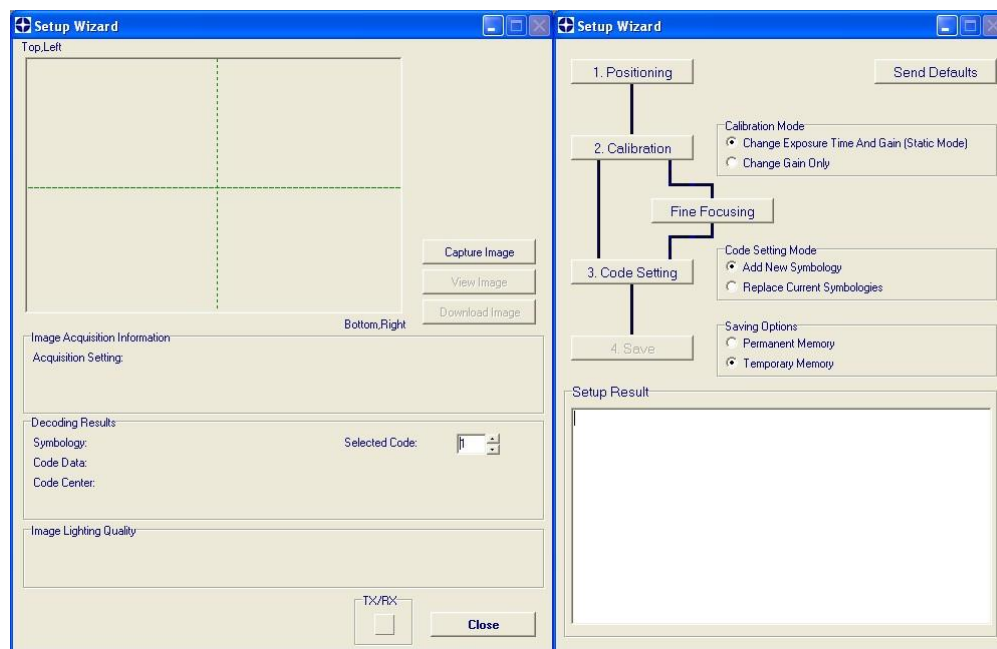 Setup Wizard
Top,Left
Capture Image
View Image
Download Image
Bottom,Right
Image Acquisition Information
Acquisition Setting:
Decoding Results
Symbology:
Selected Code: 1
Code Data:
Code Center:
Image Lighting Quality
TX/RX
Close
Setup Wizard
1. Positioning
Send Defaults
Calibration Mode
2. Calibration
Change Exposure Time And Gain (Static Mode)
Change Gain Only
Fine Focusing
Code Setting Mode
3. Code Setting
Add New Symbology
Replace Current Symbologies
Saving Options
4. Save
Permanent Memory
Temporary Memory
Setup Result